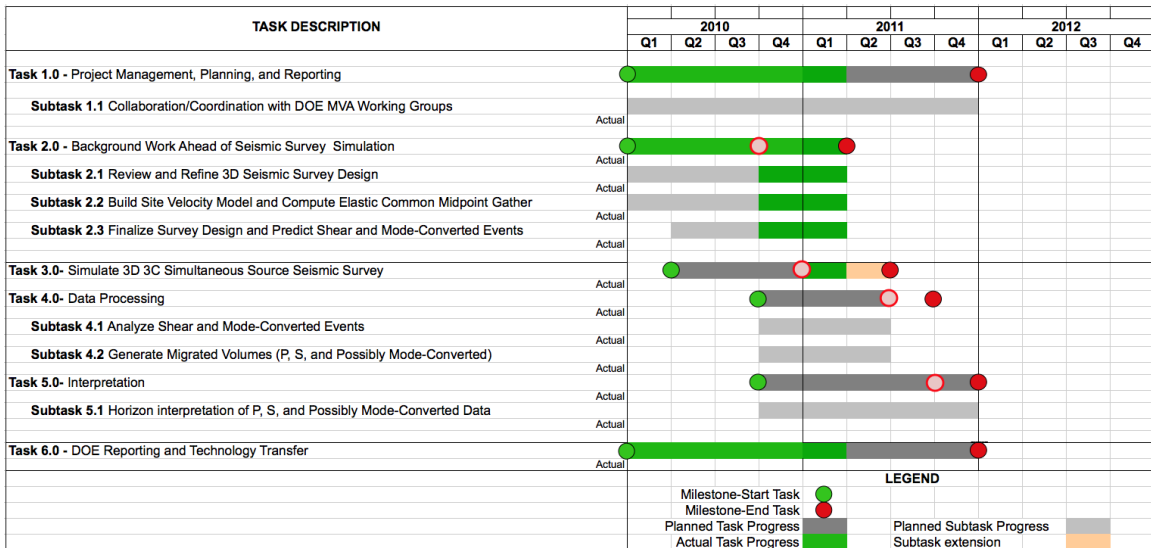 TASK DESCRIPTION 2010 2011 2012
Q1 Q2 Q3 Q4 Q1 Q2 Q3 Q4 Q1 Q2 Q3 Q4
Task 1.0 - Project Management, Planning, and Reporting
Subtask 1.1 Collaboration/Coordination with DOE MVA Working Groups
Actual
Task 2.0 - Background Work Ahead of Seismic Survey Simulation
Actual
Subtask 2.1 Review and Refine 3D Seismic Survey Design
Actual
Subtask 2.2 Build Site Velocity Model and Compute Elastic Common Midpoint Gather
Actual
Subtask 2.3 Finalize Survey Design and Predict Shear and Mode-Converted Events
Actual
Task 3.0- Simulate 3D 3C Simultaneous Source Seismic Survey
Actual
Task 4.0- Data Processing
Actual
Subtask 4.1 Analyze Shear and Mode-Converted Events
Actual
Subtask 4.2 Generate Migrated Volumes (P, S, and Possibly Mode-Converted)
Actual
Task 5.0- Interpretation
Actual
Subtask 5.1 Horizon interpretation of P, S, and Possibly Mode-Converted Data
Actual
Task 6.0 - DOE Reporting and Technology Transfer
Actual
LEGEND
Milestone-Start Task
Milestone-End Task
Planned Task Progress Planned Subtask Progress
Actual Task Progress Subtask extension